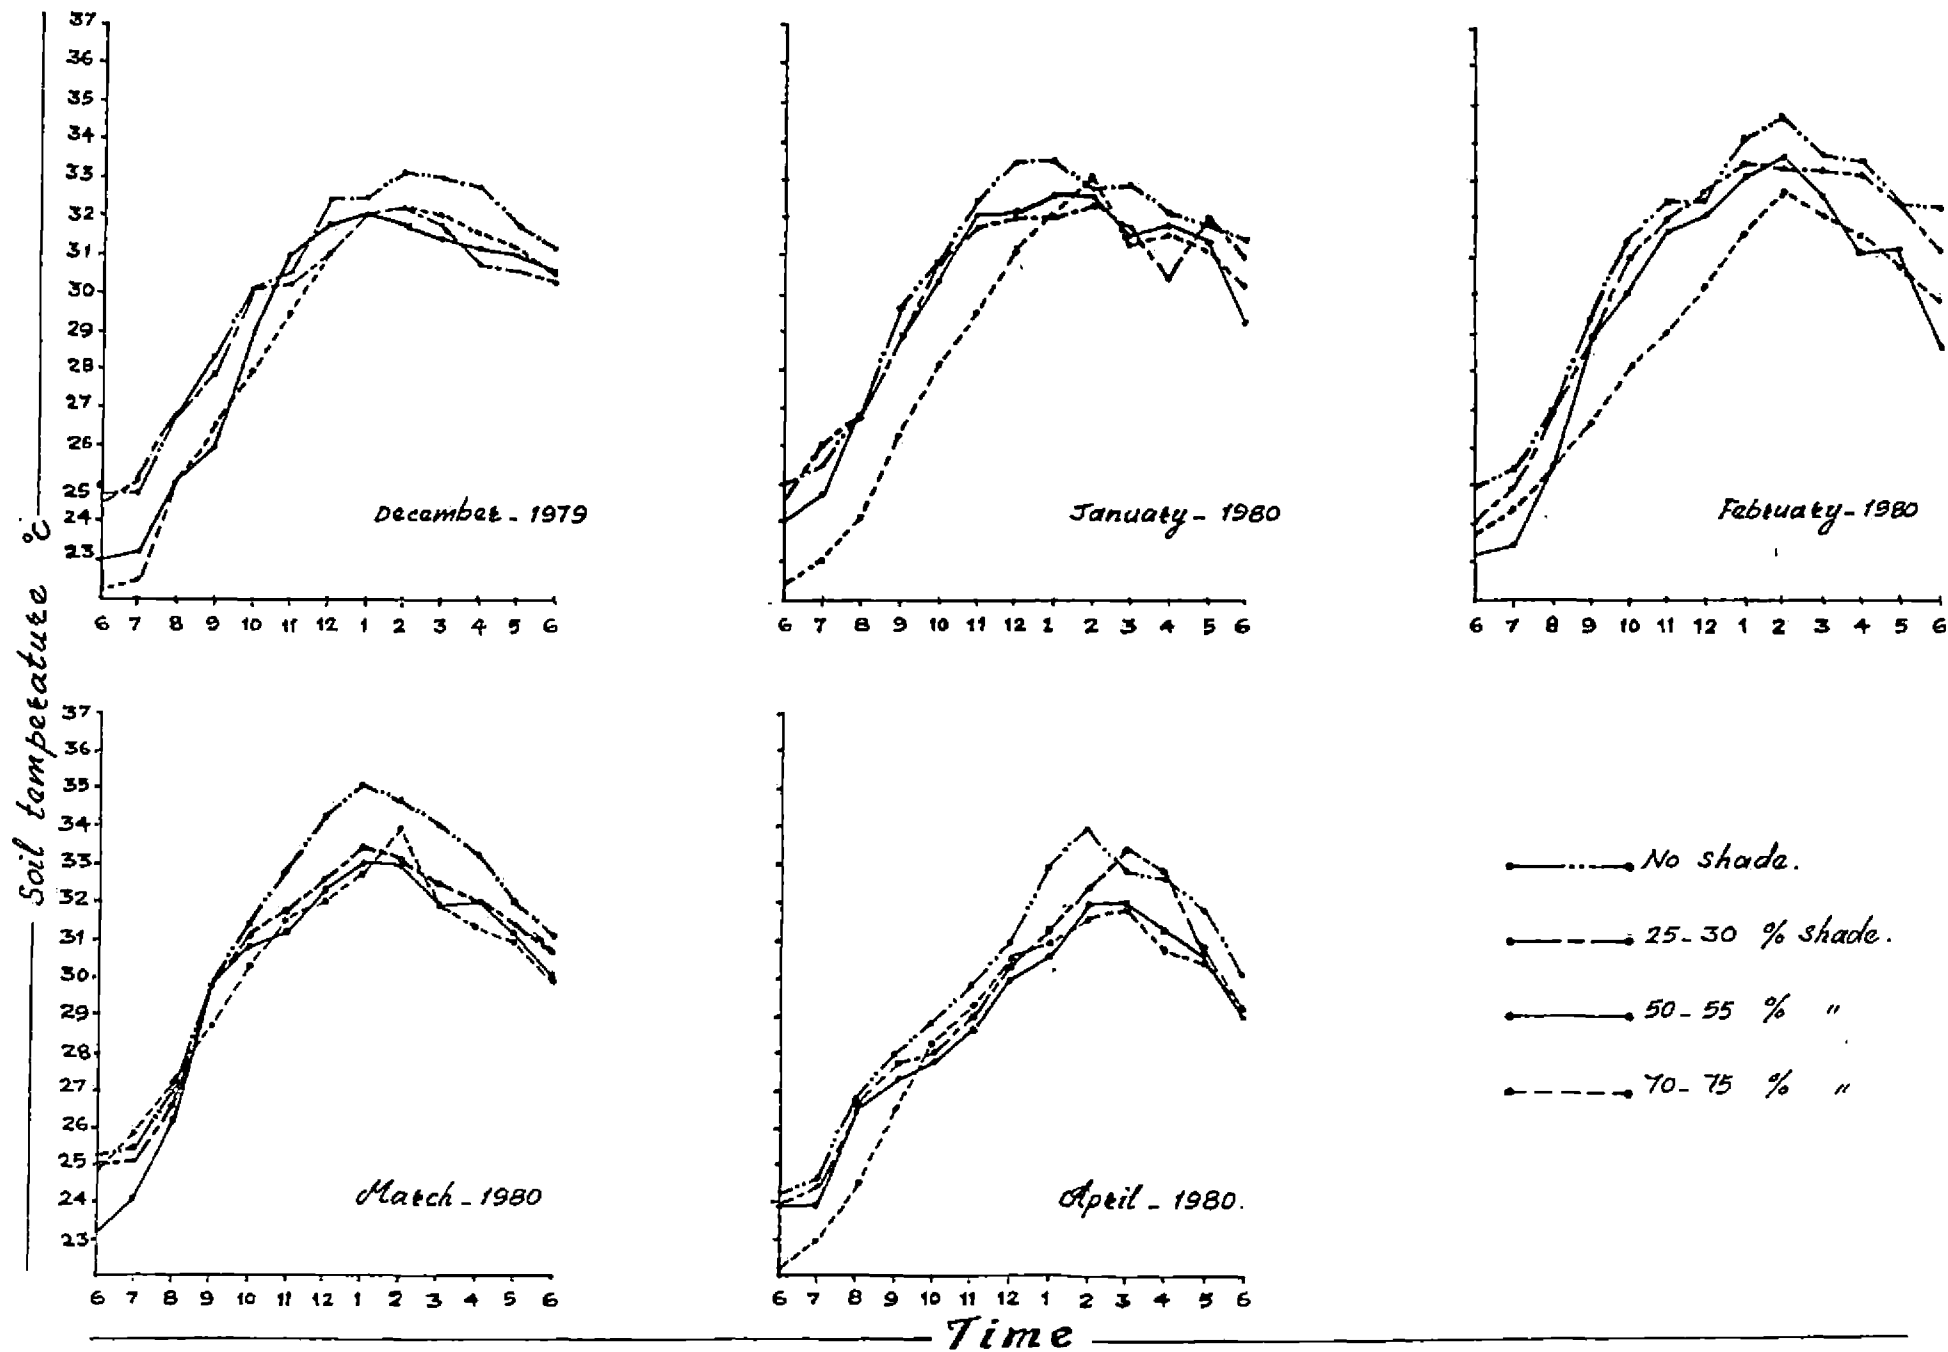 37
36
35
34
33
32
31
30
29
28
27
26
25
24
23
6 7 8 9 10 11 12 1 2 3 4 5 6
December - 1979
6 7 8 9 10 11 12 1 2 3 4 5 6
January - 1980
6 7 8 9 10 11 12 1 2 3 4 5 6
February - 1980
Soil temperature °C
37
36
35
34
33
32
31
30
29
28
27
26
25
24
23
6 7 8 9 10 11 12 1 2 3 4 5 6
March - 1980
6 7 8 9 10 11 12 1 2 3 4 5 6
April - 1980.
No shade.
25-30 % shade.
50-55 % "
70-75 % "
Time